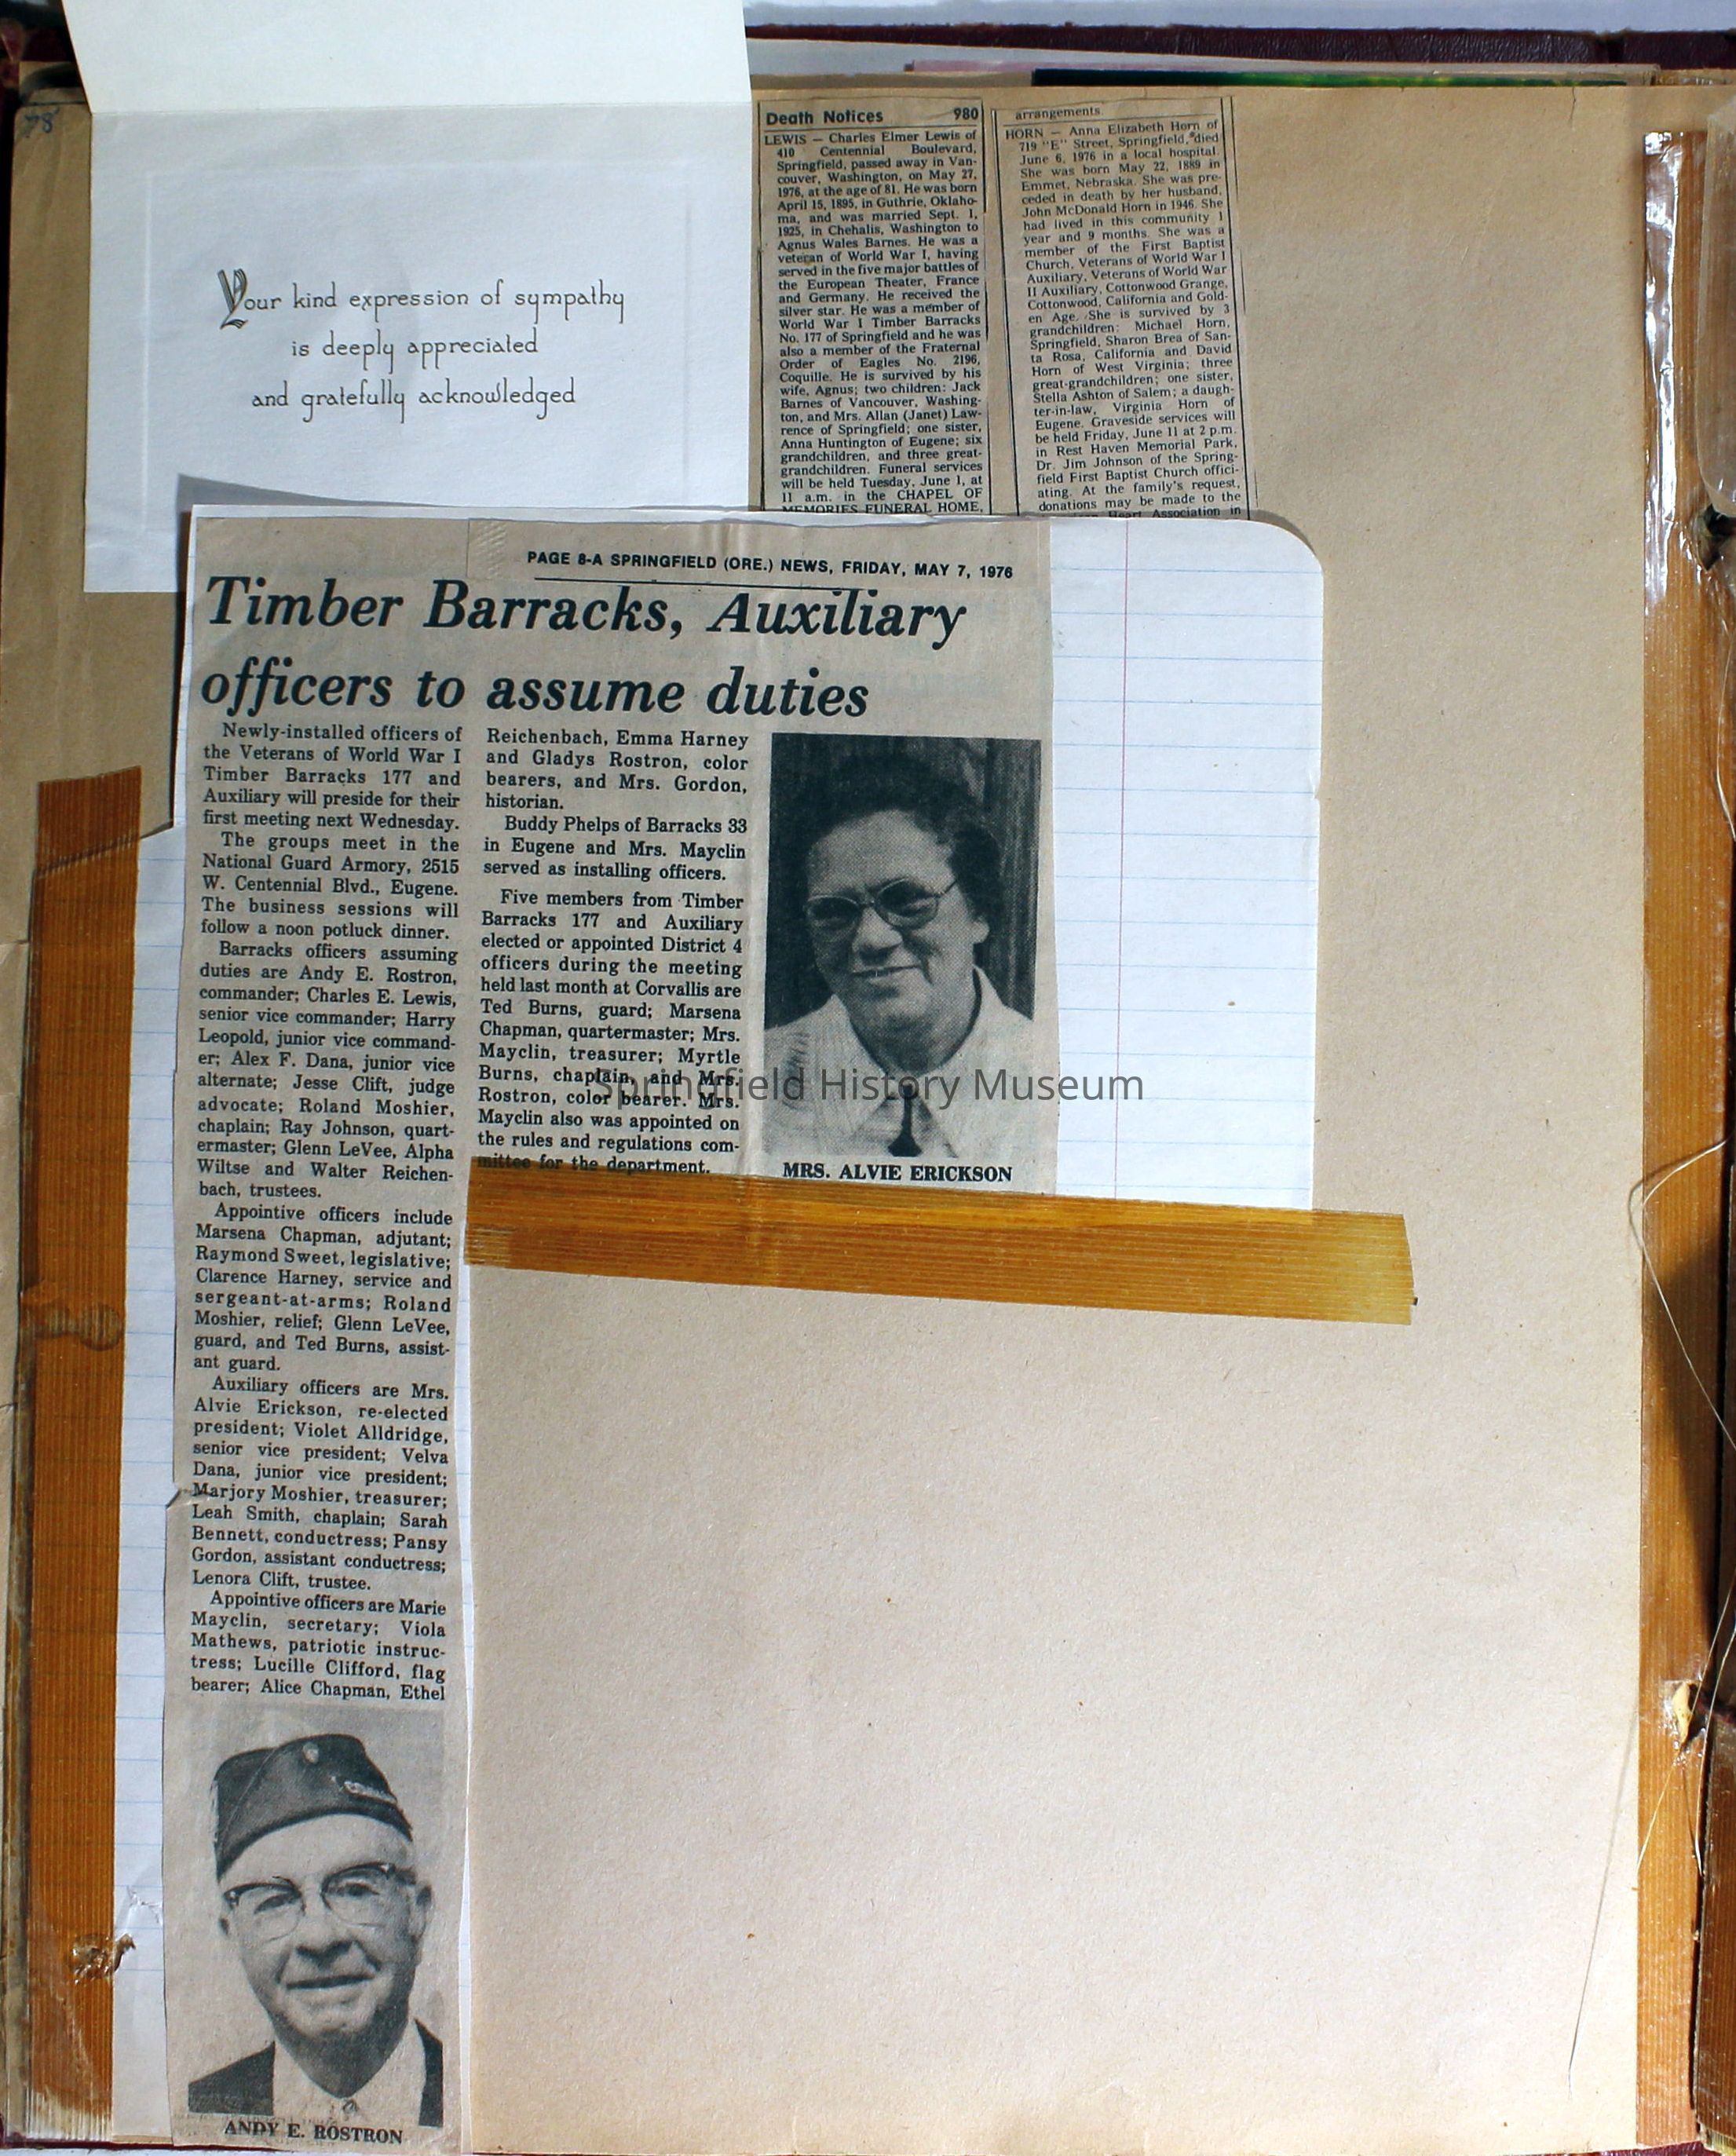 78
Your kind expression of sympathy
is deeply appreciated
and gratefully acknowledged
Death Notices 980
LEWIS — Charles Elmer Lewis of
410 Centennial Boulevard,
Springfield, passed away in Van-
couver, Washington, on May 27,
1976, at the age of 81. He was born
April 15, 1895, in Guthrie, Oklaho-
ma, and was married Sept. 1,
1925, in Chehalis, Washington to
Agnus Wales Barnes. He was a
veteran of World War I, having
served in the five major battles of
the European Theater, France
and Germany. He received the
silver star. He was a member of
World War I Timber Barracks
No. 177 of Springfield and he was
also a member of the Fraternal
Order of Eagles No. 2196,
Coquille. He is survived by his
wife, Agnus; two children: Jack
Barnes of Vancouver, Washing-
ton, and Mrs. Allan (Janet) Law-
rence of Springfield; one sister,
Anna Huntington of Eugene; six
grandchildren, and three great-
grandchildren. Funeral services
will be held Tuesday, June 1, at
11 a.m. in the CHAPEL OF
MEMORIES FUNERAL HOME,
arrangements.
HORN — Anna Elizabeth Horn of
719 "E" Street, Springfield, died
June 6, 1976 in a local hospital.
She was born May 22, 1889 in
Emmet, Nebraska. She was pre-
ceded in death by her husband,
John McDonald Horn in 1946. She
had lived in this community 1
year and 9 months. She was a
member of the First Baptist
Church, Veterans of World War I
Auxiliary, Veterans of World War
II Auxiliary, Cottonwood Grange,
Cottonwood, California and Gold-
en Age. She is survived by 3
grandchildren: Michael Horn,
Springfield, Sharon Brea of San-
ta Rosa, California and David
Horn of West Virginia; three
great-grandchildren; one sister,
Stella Ashton of Salem; a daugh-
ter-in-law, Virginia Horn of
Eugene. Graveside services will
be held Friday, June 11 at 2 p.m.
in Rest Haven Memorial Park,
Dr. Jim Johnson of the Spring-
field First Baptist Church offici-
ating. At the family's request,
donations may be made to the
Heart Association in
PAGE 8-A SPRINGFIELD (ORE.) NEWS, FRIDAY, MAY 7, 1976
Timber Barracks, Auxiliary
officers to assume duties
Newly-installed officers of
the Veterans of World War I
Timber Barracks 177 and
Auxiliary will preside for their
first meeting next Wednesday.
The groups meet in the
National Guard Armory, 2515
W. Centennial Blvd., Eugene.
The business sessions will
follow a noon potluck dinner.
Barracks officers assuming
duties are Andy E. Rostron,
commander; Charles E. Lewis,
senior vice commander; Harry
Leopold, junior vice command-
er; Alex F. Dana, junior vice
alternate; Jesse Clift, judge
advocate; Roland Moshier,
chaplain; Ray Johnson, quart-
ermaster; Glenn LeVee, Alpha
Wiltse and Walter Reichen-
bach, trustees.
Appointive officers include
Marsena Chapman, adjutant;
Raymond Sweet, legislative;
Clarence Harney, service and
sergeant-at-arms; Roland
Moshier, relief; Glenn LeVee,
guard, and Ted Burns, assist-
ant guard.
Auxiliary officers are Mrs.
Alvie Erickson, re-elected
president; Violet Alldridge,
senior vice president; Velva
Dana, junior vice president;
Marjory Moshier, treasurer;
Leah Smith, chaplain; Sarah
Bennett, conductress; Pansy
Gordon, assistant conductress;
Lenora Clift, trustee.
Appointive officers are Marie
Mayclin, secretary; Viola
Mathews, patriotic instruc-
tress; Lucille Clifford, flag
bearer; Alice Chapman, Ethel
ANDY E. ROSTRON
Reichenbach, Emma Harney
and Gladys Rostron, color
bearers, and Mrs. Gordon,
historian.
Buddy Phelps of Barracks 33
in Eugene and Mrs. Mayclin
served as installing officers.
Five members from Timber
Barracks 177 and Auxiliary
elected or appointed District 4
officers during the meeting
held last month at Corvallis are
Ted Burns, guard; Marsena
Chapman, quartermaster; Mrs.
Mayclin, treasurer; Myrtle
Burns, chaplain, and Mrs.
Rostron, color bearer. Mrs.
Mayclin also was appointed on
the rules and regulations com-
mittee for the department.
MRS. ALVIE ERICKSON
Springfield History Museum